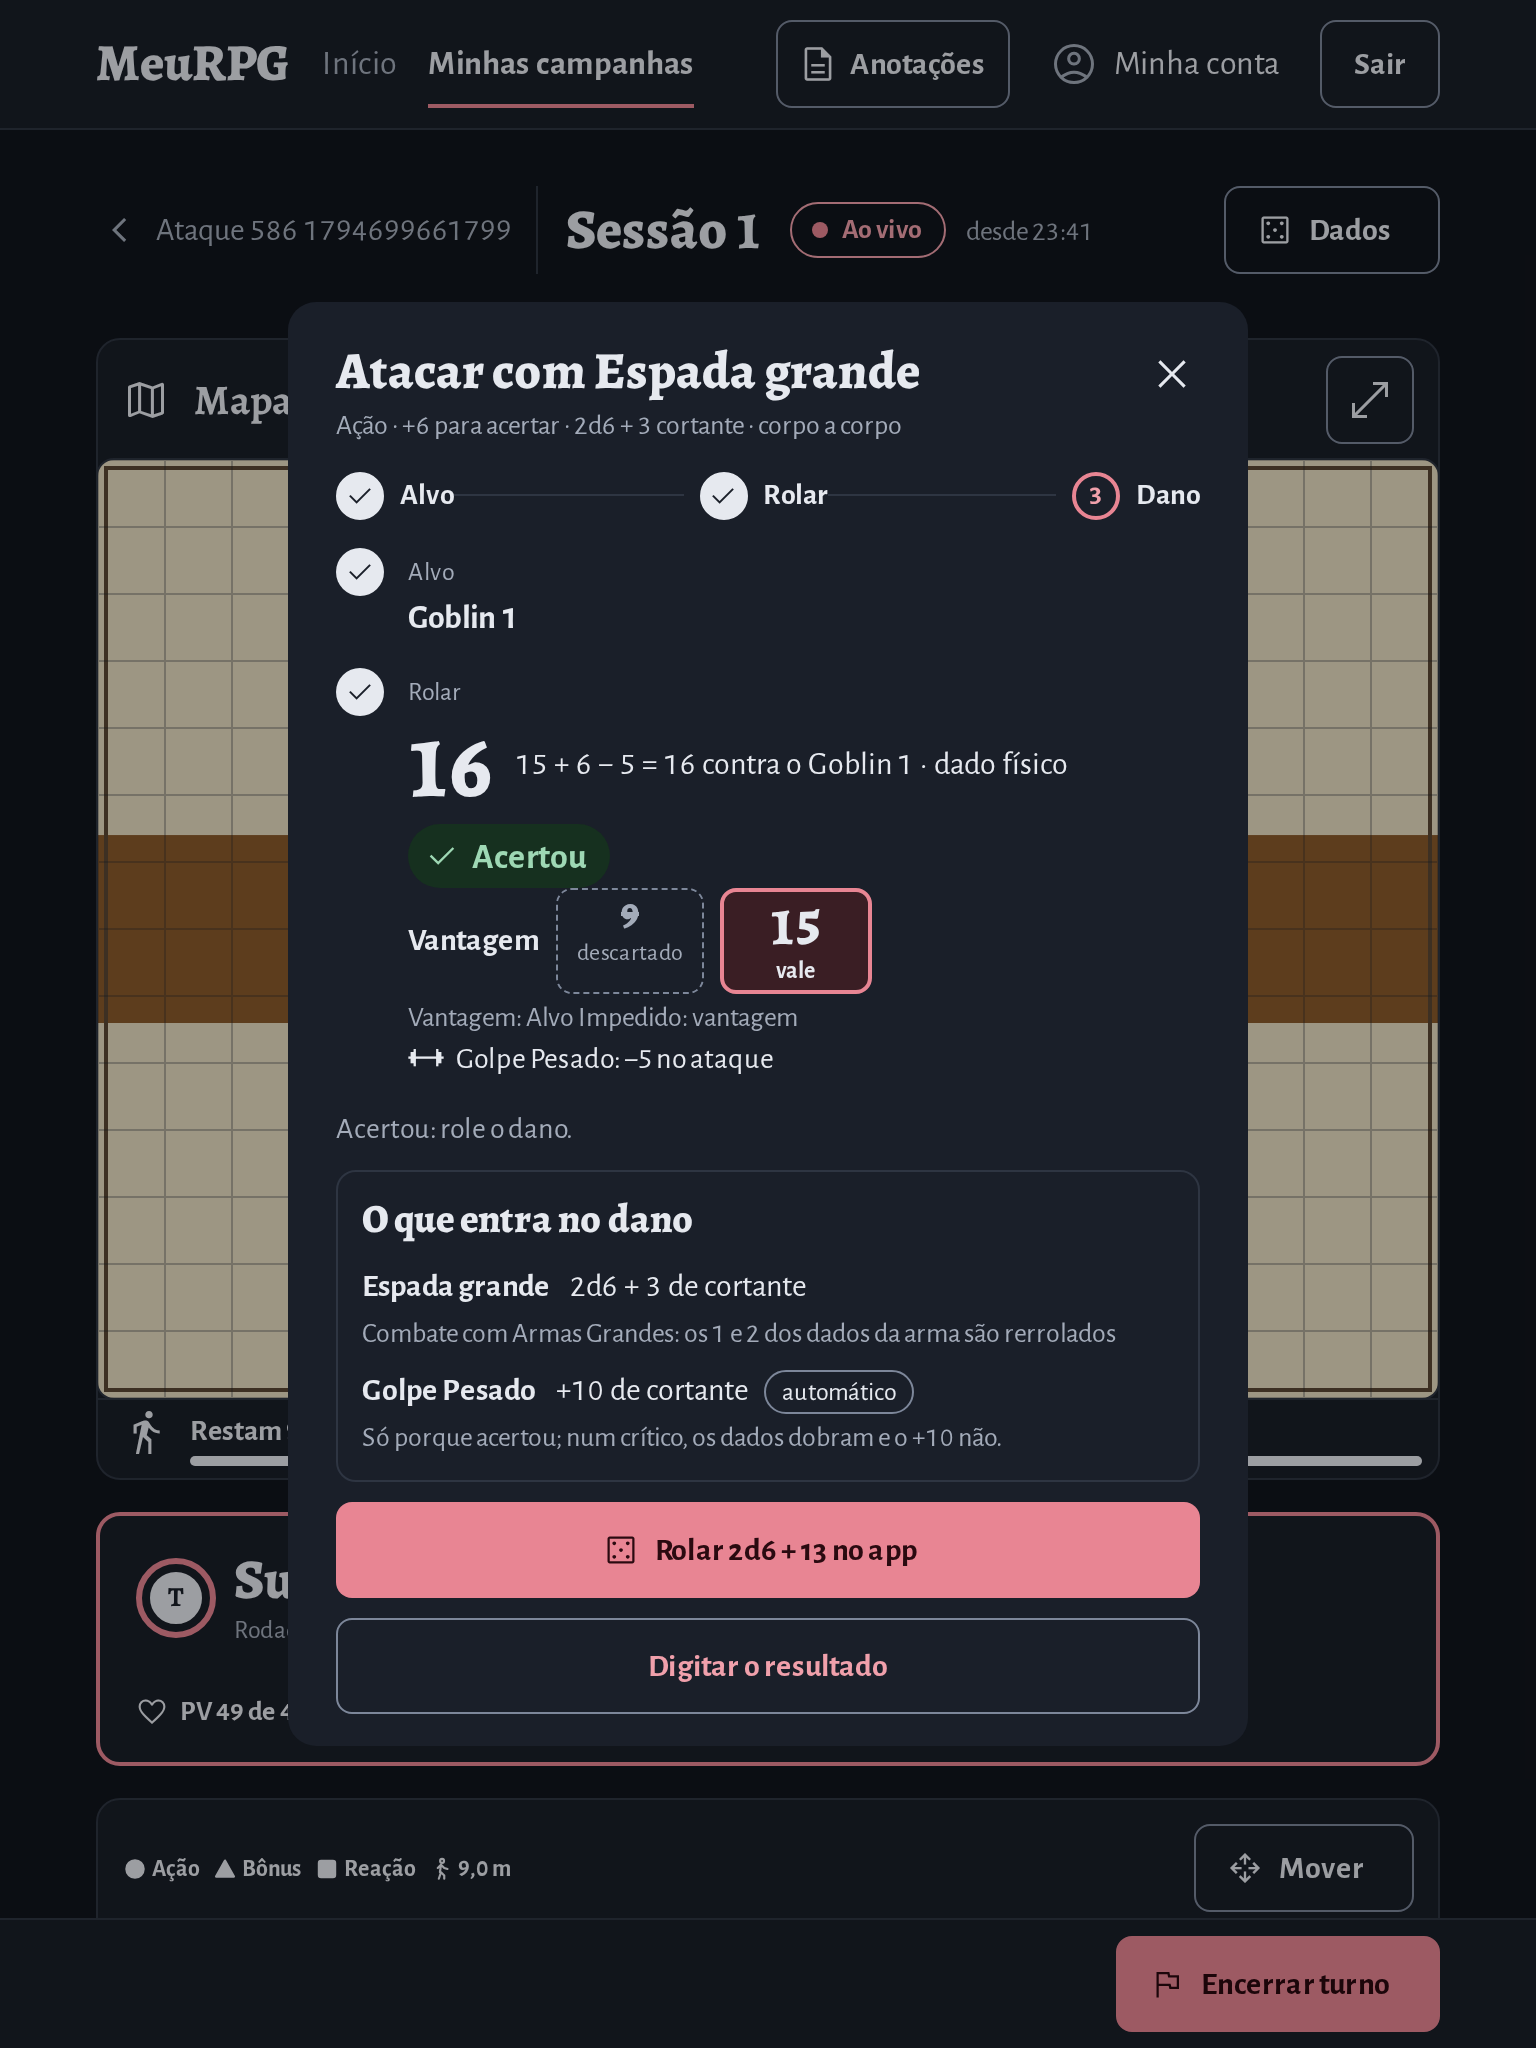 MeuRPG Início Minhas campanhas Anotações Minha conta Sair
Ataque 586 1794699661799 Sessão 1 Ao vivo desde 23:41 Dados
Mapa
Atacar com Espada grande
Ação · +6 para acertar · 2d6 + 3 cortante · corpo a corpo
Alvo Rolar 3 Dano
Alvo
Goblin 1
Rolar
16 15 + 6 − 5 = 16 contra o Goblin 1 · dado físico
Acertou
Vantagem 9 descartado 15 vale
Vantagem: Alvo Impedido: vantagem
Golpe Pesado: −5 no ataque
Acertou: role o dano.
O que entra no dano
Espada grande 2d6 + 3 de cortante
Combate com Armas Grandes: os 1 e 2 dos dados da arma são rerrolados
Golpe Pesado +10 de cortante automático
Só porque acertou; num crítico, os dados dobram e o +10 não.
Restam
Rolar 2d6 + 13 no app
T
Digitar o resultado
PV 49 de
Ação Bônus Reação 9,0 m Mover
Encerrar turno